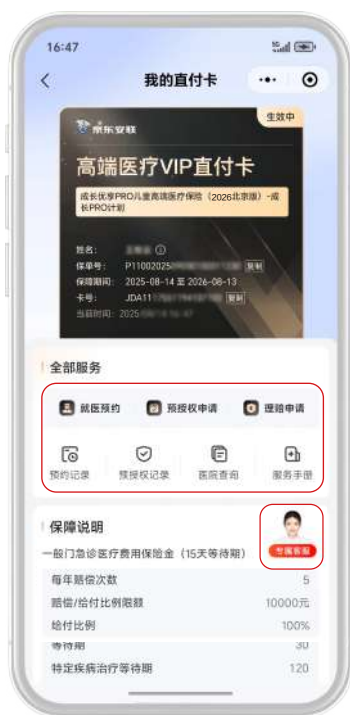 16:47
5G
我的直付卡
京东安联
生效中
高端医疗VIP直付卡
成长优享PRO儿童高端医疗保险（2026北京版）-成
长PRO计划
姓名：
保单号： P11002025 复制
保障期间： 2025-08-14 至 2026-08-13
卡号： JDA11 复制
当前时间： 2025
全部服务
就医预约 预授权申请 理赔申请
预约记录 预授权记录 医院查询 服务手册
保障说明
专属客服
一般门急诊医疗费用保险金（15天等待期）
每年赔偿次数 5
赔偿/给付比例限额 10000元
给付比例 100%
等待期 30
特定疾病治疗等待期 120